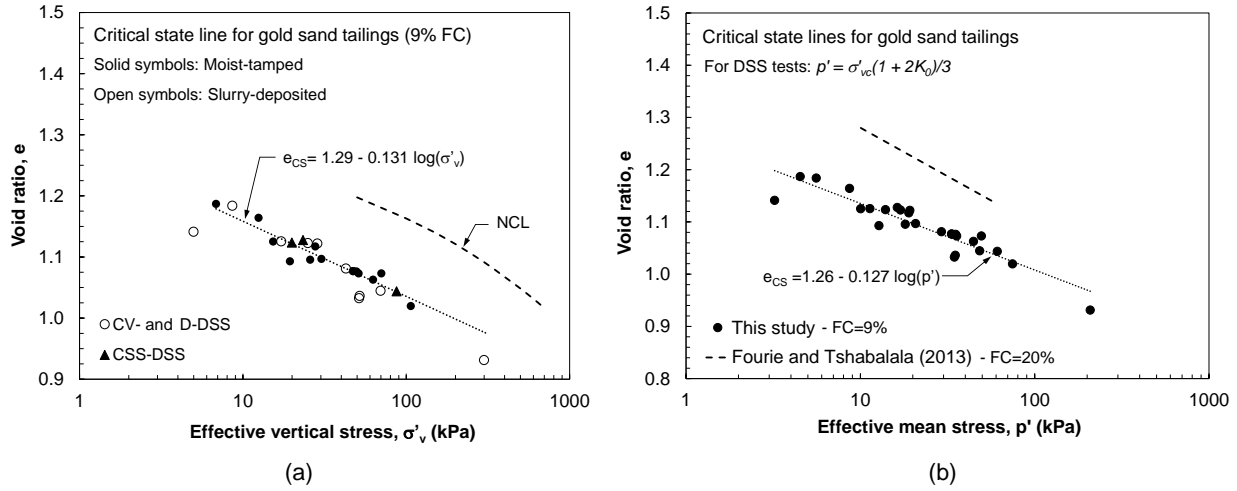 Critical state line for gold sand tailings (9% FC)
Solid symbols: Moist-tamped
Open symbols: Slurry-deposited
e_CS= 1.29 - 0.131 log(σ'_v)
NCL
CV- and D-DSS
CSS-DSS
1.5
1.4
1.3
1.2
1.1
1.0
0.9
1
10
100
1000
Void ratio, e
Effective vertical stress, σ'_v (kPa)
(a)
Critical state lines for gold sand tailings
For DSS tests: p' = σ'_vc(1 + 2K_0)/3
e_CS =1.26 - 0.127 log(p')
This study - FC=9%
Fourie and Tshabalala (2013) - FC=20%
1.5
1.4
1.3
1.2
1.1
1.0
0.9
0.8
1
10
100
1000
Void ratio, e
Effective mean stress, p' (kPa)
(b)